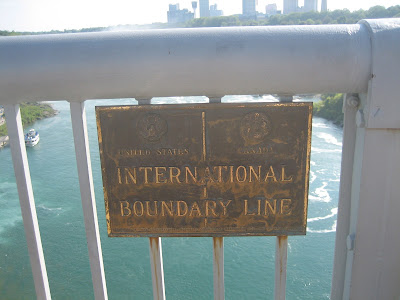 UNITED STATES CANADA
INTERNATIONAL
BOUNDARY LINE